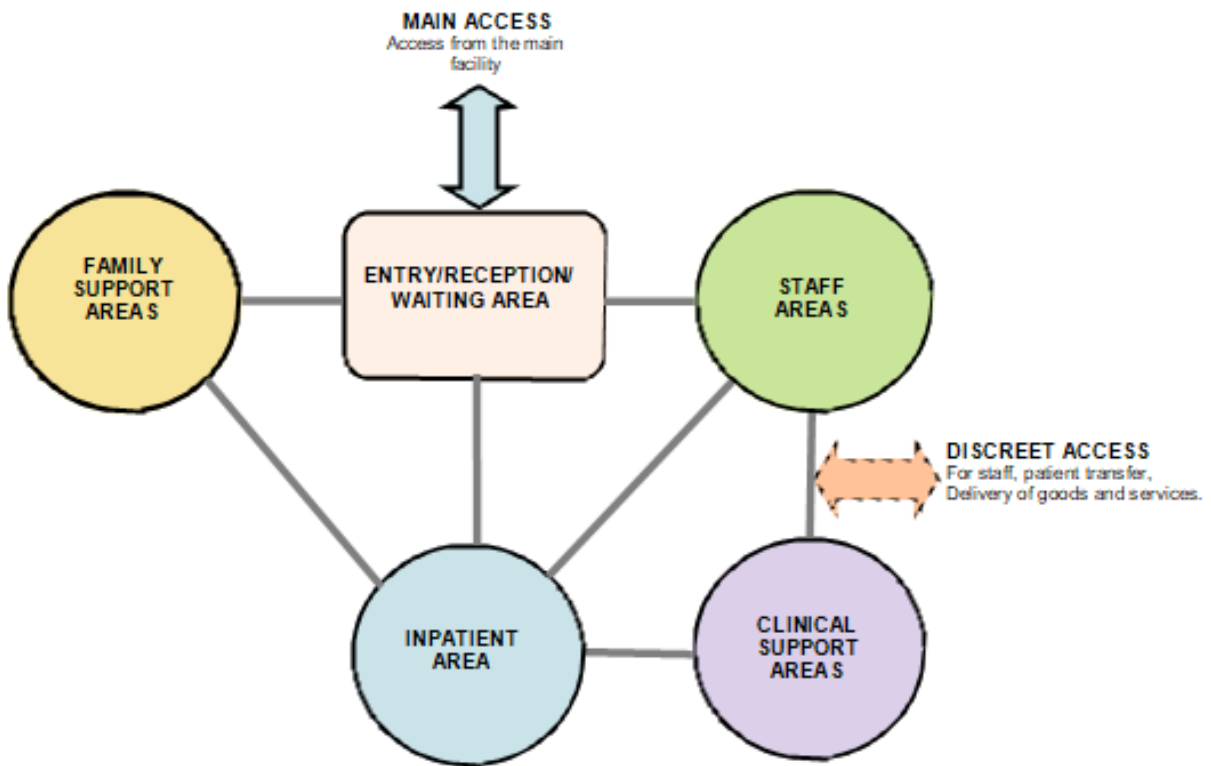 MAIN ACCESS
Access from the main
facility
FAMILY
SUPPORT
AREAS
ENTRY/RECEPTION/
WAITING AREA
STAFF
AREAS
DISCREET ACCESS
For staff, patient transfer,
Delivery of goods and services.
INPATIENT
AREA
CLINICAL
SUPPORT
AREAS